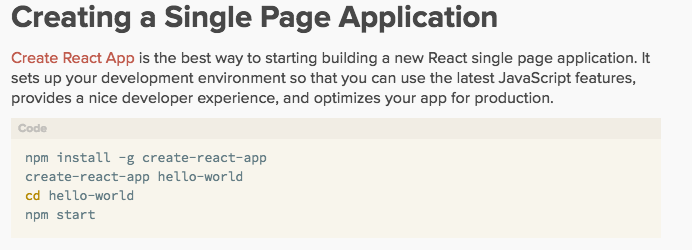 Creating a Single Page Application
Create React App is the best way to starting building a new React single page application. It
sets up your development environment so that you can use the latest JavaScript features,
provides a nice developer experience, and optimizes your app for production.
Code
npm install -g create-react-app
create-react-app hello-world
cd hello-world
npm start